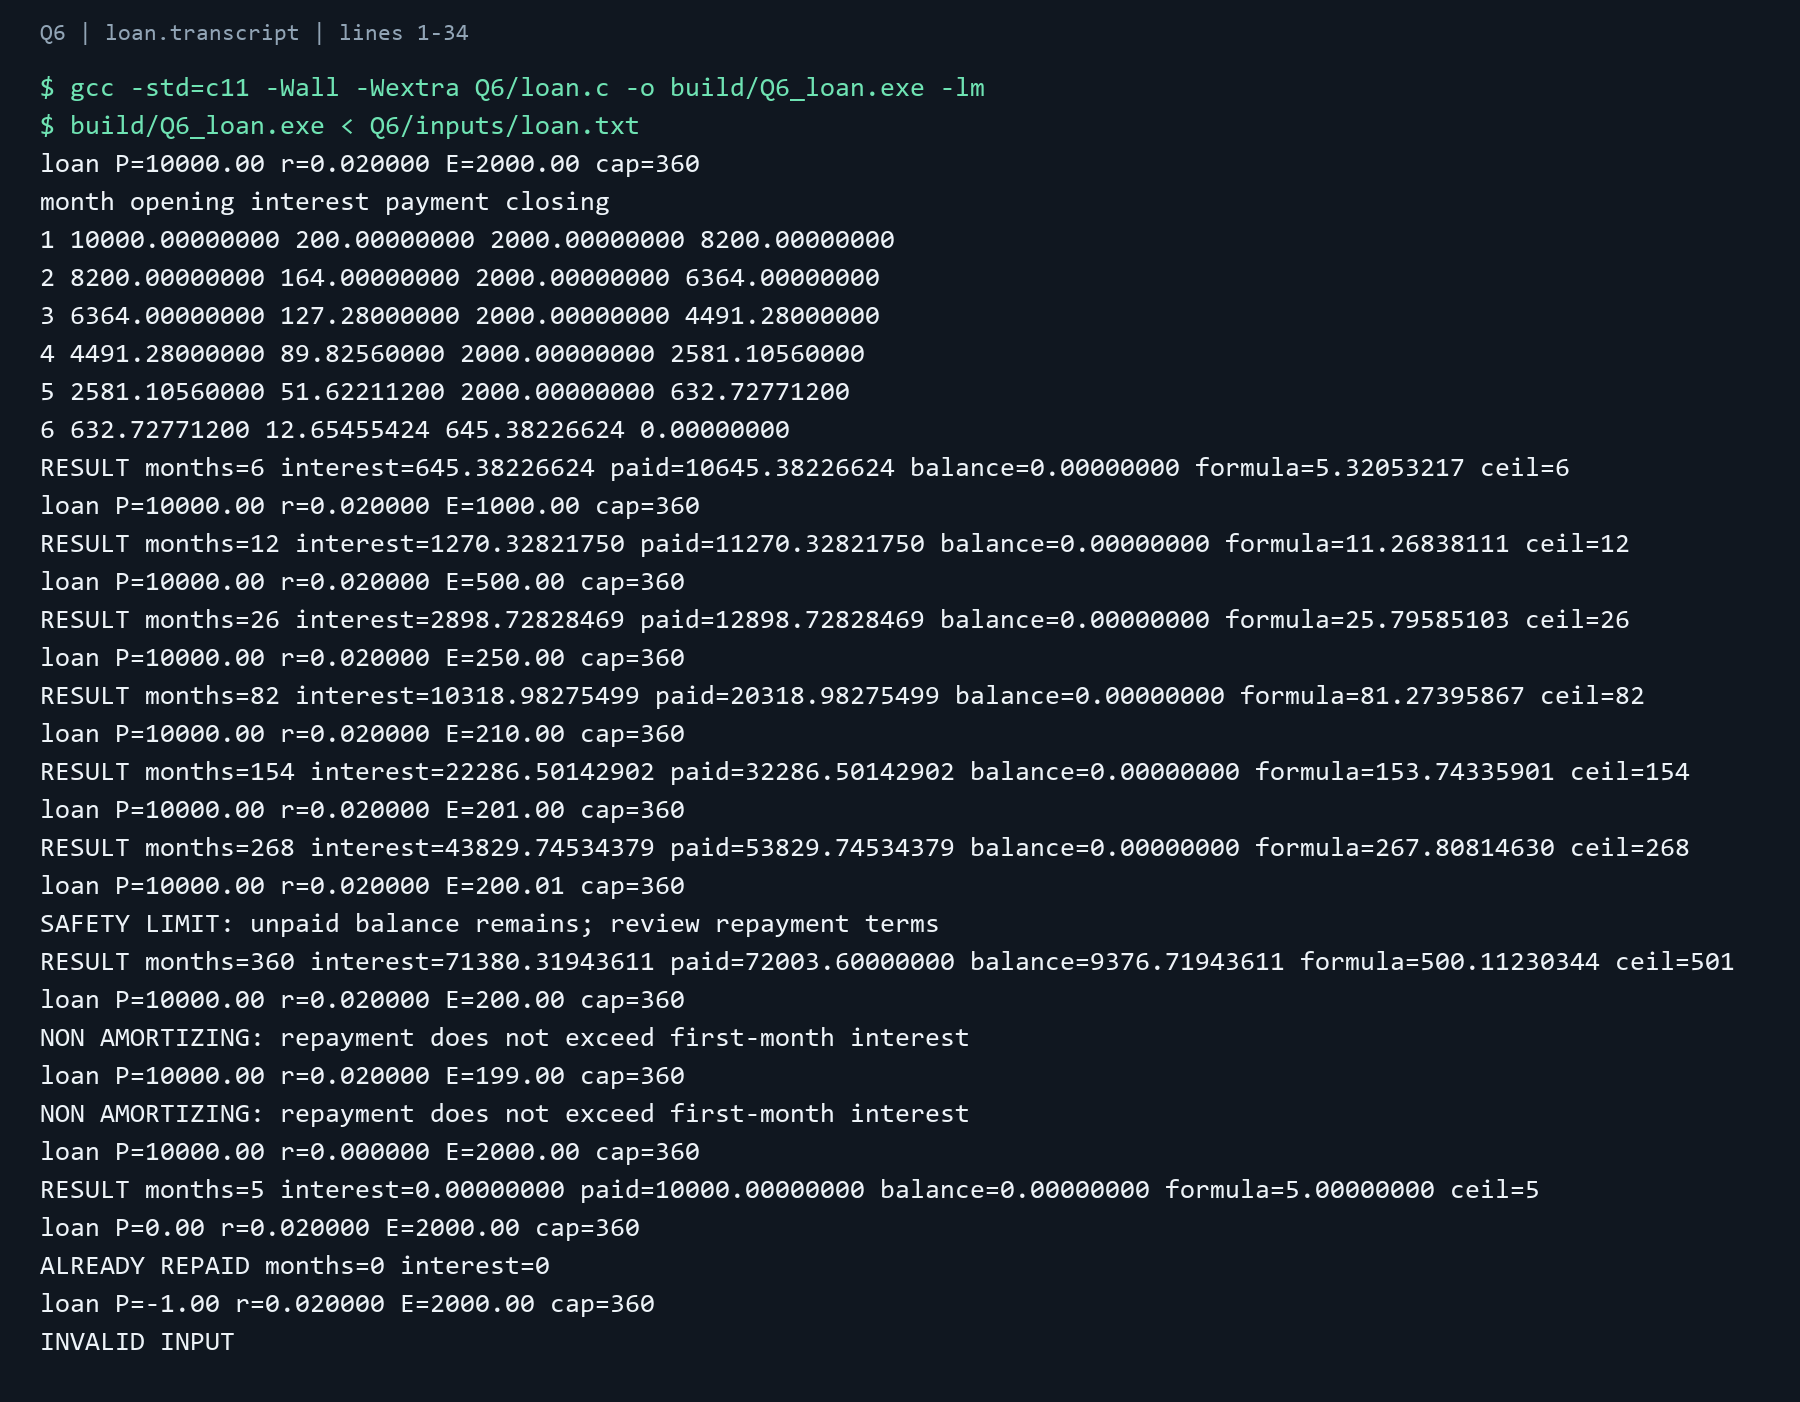 Q6 | loan.transcript | lines 1-34
$ gcc -std=c11 -Wall -Wextra Q6/loan.c -o build/Q6_loan.exe -lm
$ build/Q6_loan.exe < Q6/inputs/loan.txt
loan P=10000.00 r=0.020000 E=2000.00 cap=360
month opening interest payment closing
1 10000.00000000 200.00000000 2000.00000000 8200.00000000
2 8200.00000000 164.00000000 2000.00000000 6364.00000000
3 6364.00000000 127.28000000 2000.00000000 4491.28000000
4 4491.28000000 89.82560000 2000.00000000 2581.10560000
5 2581.10560000 51.62211200 2000.00000000 632.72771200
6 632.72771200 12.65455424 645.38226624 0.00000000
RESULT months=6 interest=645.38226624 paid=10645.38226624 balance=0.00000000 formula=5.32053217 ceil=6
loan P=10000.00 r=0.020000 E=1000.00 cap=360
RESULT months=12 interest=1270.32821750 paid=11270.32821750 balance=0.00000000 formula=11.26838111 ceil=12
loan P=10000.00 r=0.020000 E=500.00 cap=360
RESULT months=26 interest=2898.72828469 paid=12898.72828469 balance=0.00000000 formula=25.79585103 ceil=26
loan P=10000.00 r=0.020000 E=250.00 cap=360
RESULT months=82 interest=10318.98275499 paid=20318.98275499 balance=0.00000000 formula=81.27395867 ceil=82
loan P=10000.00 r=0.020000 E=210.00 cap=360
RESULT months=154 interest=22286.50142902 paid=32286.50142902 balance=0.00000000 formula=153.74335901 ceil=154
loan P=10000.00 r=0.020000 E=201.00 cap=360
RESULT months=268 interest=43829.74534379 paid=53829.74534379 balance=0.00000000 formula=267.80814630 ceil=268
loan P=10000.00 r=0.020000 E=200.01 cap=360
SAFETY LIMIT: unpaid balance remains; review repayment terms
RESULT months=360 interest=71380.31943611 paid=72003.60000000 balance=9376.71943611 formula=500.11230344 ceil=501
loan P=10000.00 r=0.020000 E=200.00 cap=360
NON AMORTIZING: repayment does not exceed first-month interest
loan P=10000.00 r=0.020000 E=199.00 cap=360
NON AMORTIZING: repayment does not exceed first-month interest
loan P=10000.00 r=0.000000 E=2000.00 cap=360
RESULT months=5 interest=0.00000000 paid=10000.00000000 balance=0.00000000 formula=5.00000000 ceil=5
loan P=0.00 r=0.020000 E=2000.00 cap=360
ALREADY REPAID months=0 interest=0
loan P=-1.00 r=0.020000 E=2000.00 cap=360
INVALID INPUT